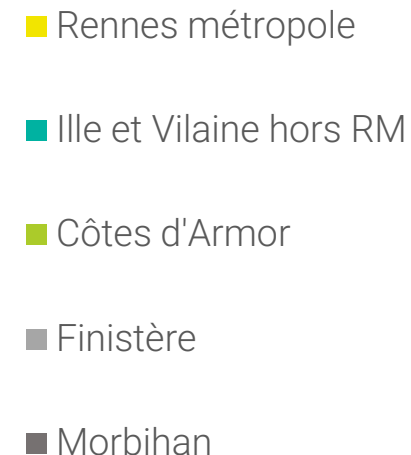 Rennes métropole
Ille et Vilaine hors RM
Côtes d'Armor
Finistère
Morbihan